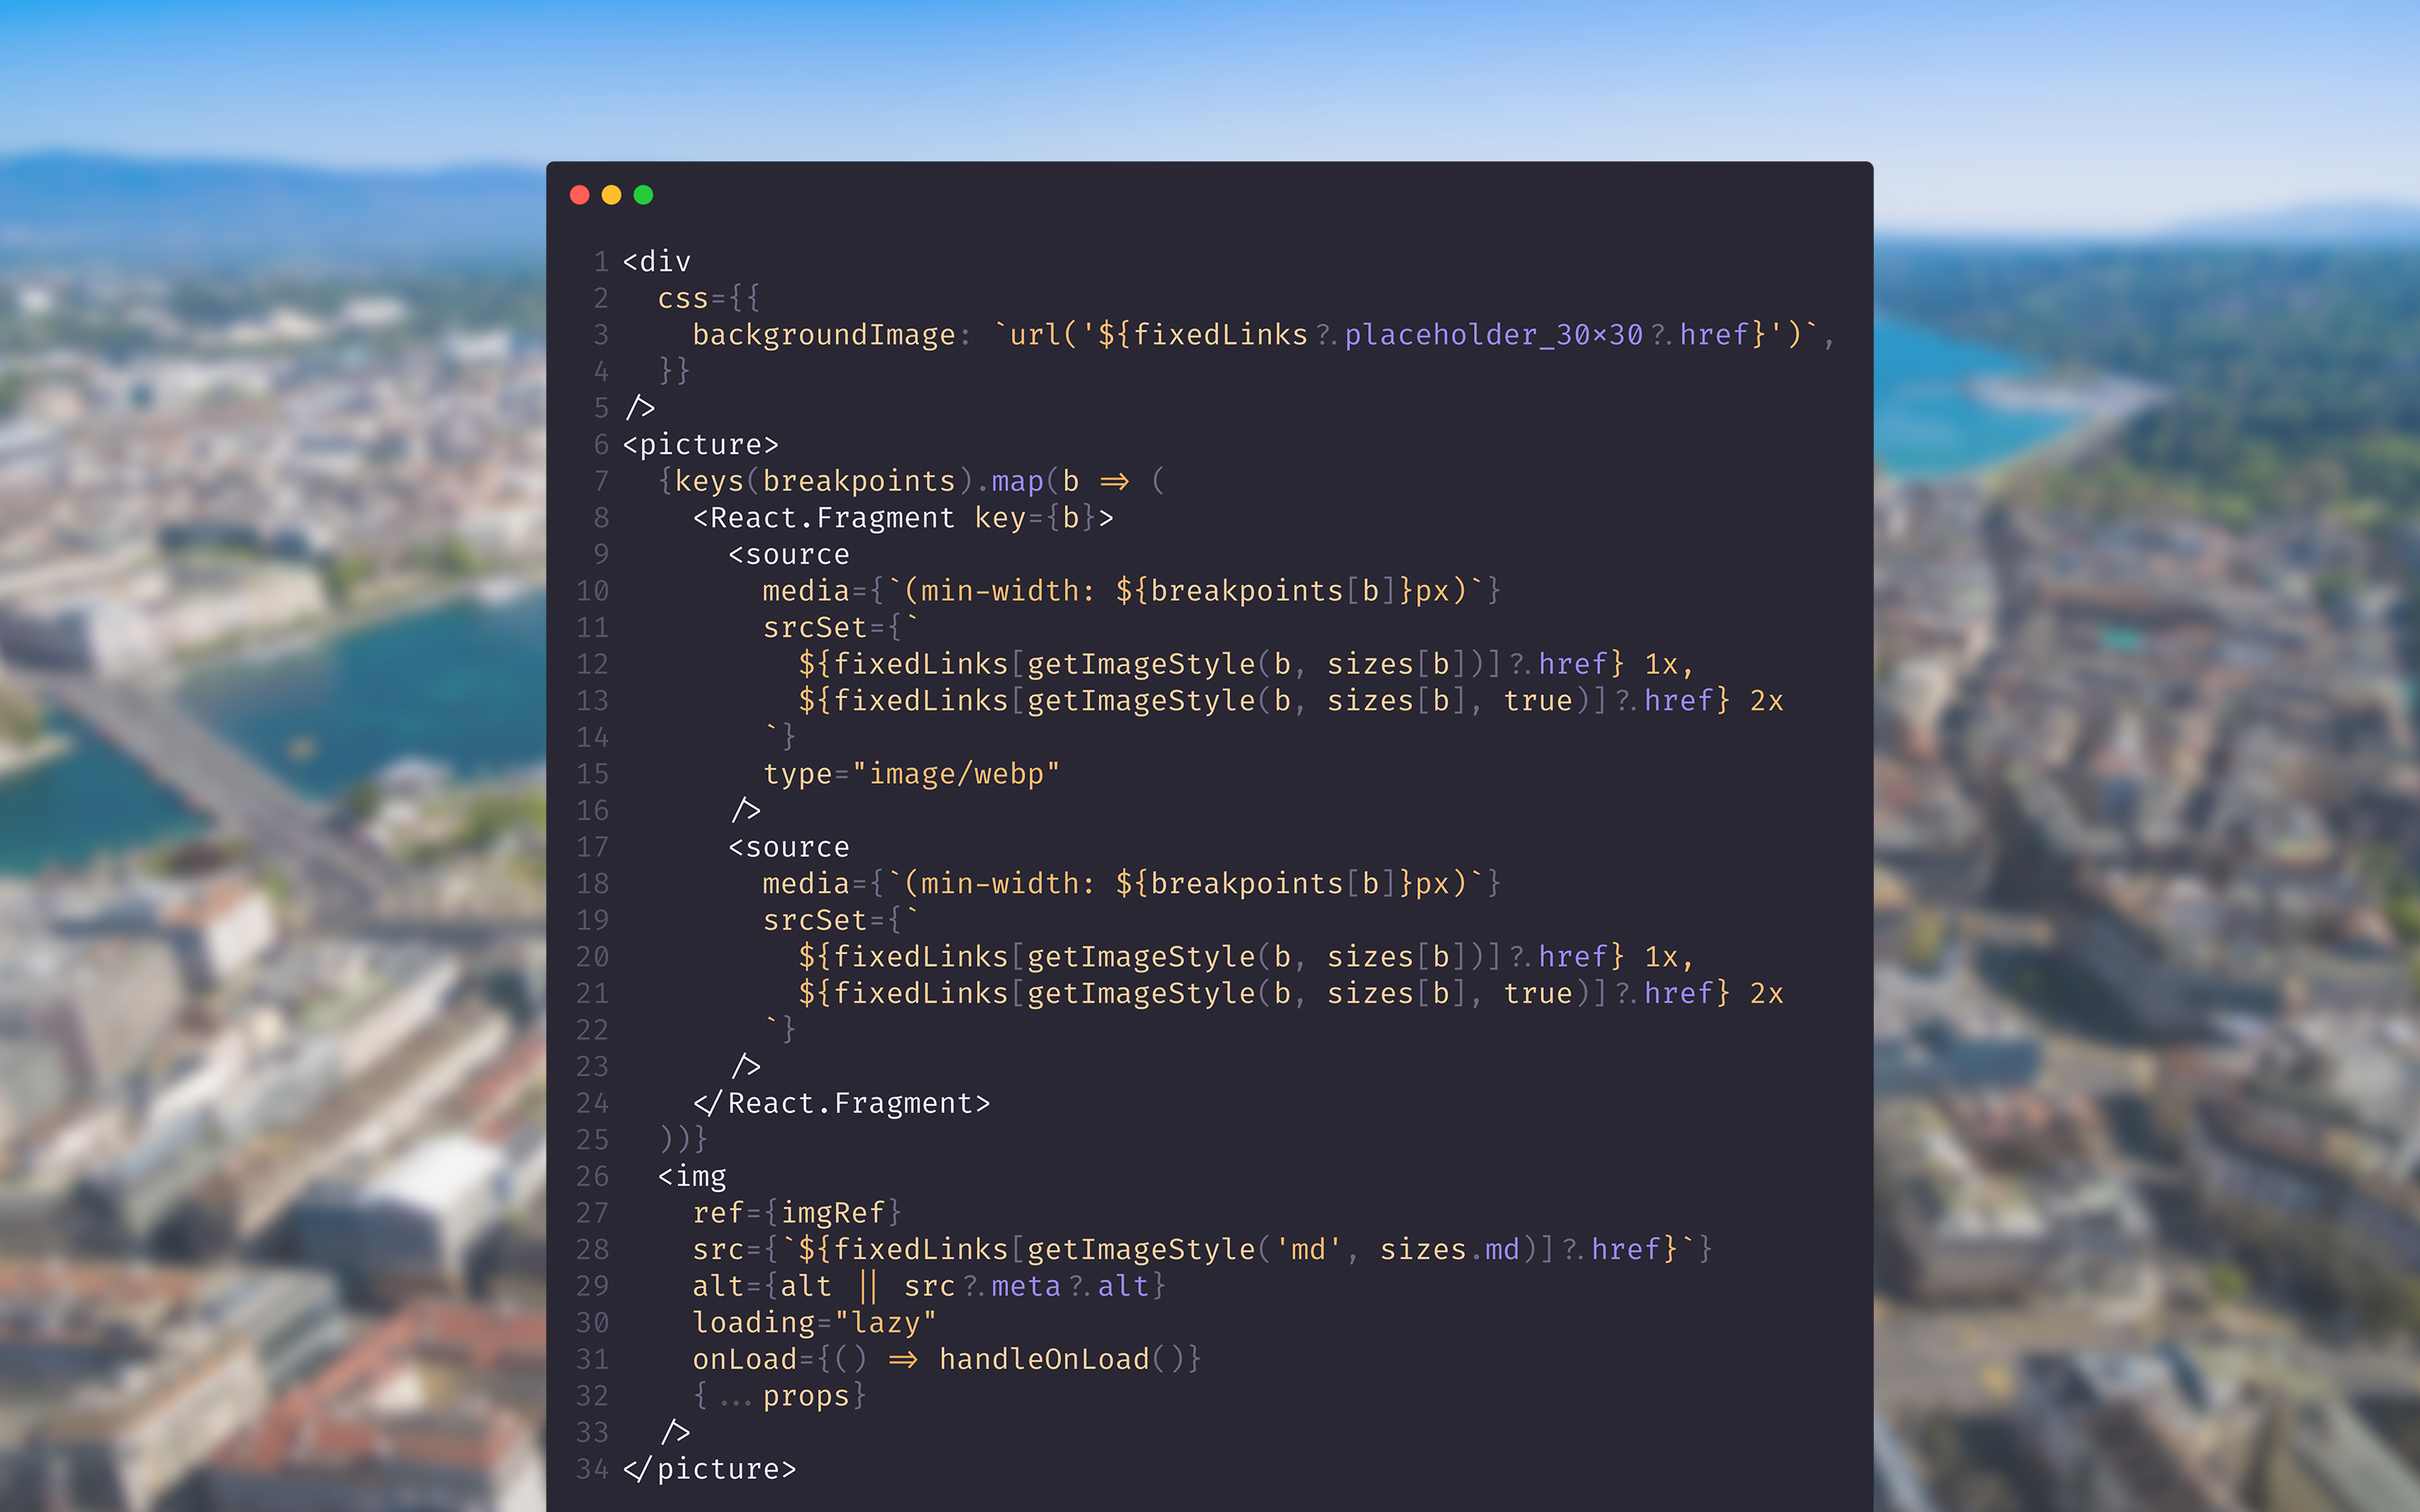 1 <div
2   css={{
3     backgroundImage: `url('${fixedLinks?.placeholder_30×30?.href}')`,
4   }}
5 />
6 <picture>
7   {keys(breakpoints).map(b => (
8     <React.Fragment key={b}>
9       <source
10         media={`(min-width: ${breakpoints[b]}px)`}
11         srcSet={`
12           ${fixedLinks[getImageStyle(b, sizes[b])]?.href} 1x,
13           ${fixedLinks[getImageStyle(b, sizes[b], true)]?.href} 2x
14         `}
15         type="image/webp"
16       />
17       <source
18         media={`(min-width: ${breakpoints[b]}px)`}
19         srcSet={`
20           ${fixedLinks[getImageStyle(b, sizes[b])]?.href} 1x,
21           ${fixedLinks[getImageStyle(b, sizes[b], true)]?.href} 2x
22         `}
23       />
24     </React.Fragment>
25   ))}
26   <img
27     ref={imgRef}
28     src={`${fixedLinks[getImageStyle('md', sizes.md)]?.href}`}
29     alt={alt || src?.meta?.alt}
30     loading="lazy"
31     onLoad={() => handleOnLoad()}
32     {...props}
33   />
34 </picture>